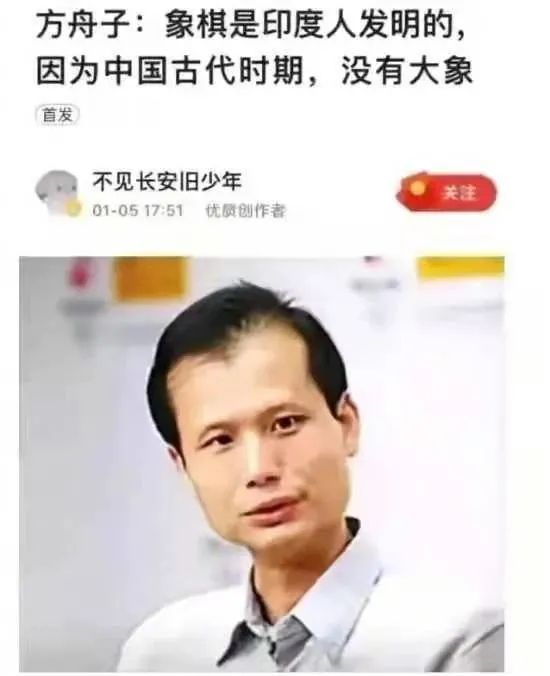 方舟子：象棋是印度人发明的，
因为中国古代时期，没有大象
首发
不见长安旧少年
01-05 17:51 优质创作者
关注